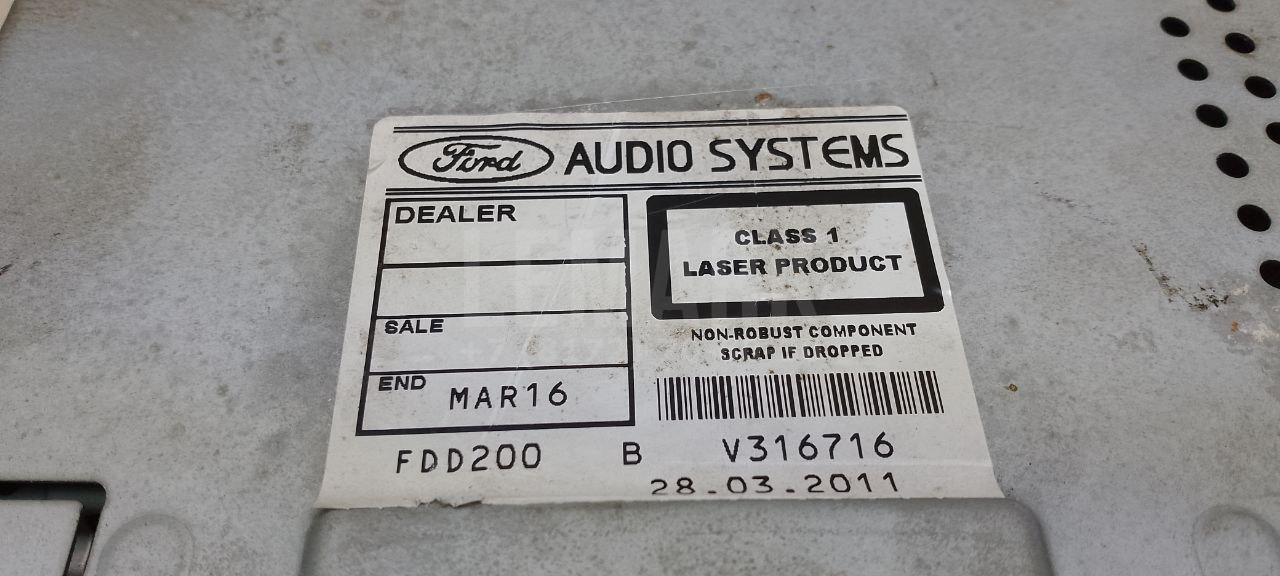 Ford AUDIO SYSTEMS
DEALER
SALE
END MAR16
CLASS 1
LASER PRODUCT
NON-ROBUST COMPONENT
SCRAP IF DROPPED
FDD200 B V316716
28.03.2011